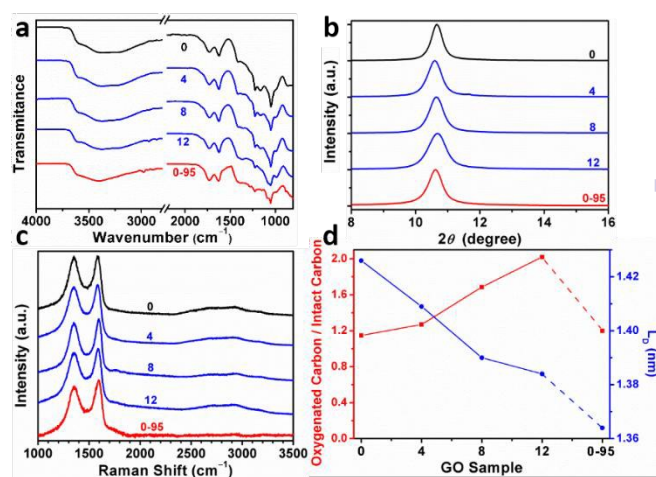 a
Transmitance
0
4
8
12
0-95
4000 3500 3000 2000 1500 1000
Wavenumber (cm⁻¹)
b
Intensity (a.u.)
0
4
8
12
0-95
8 10 12 14 16
2θ (degree)
c
Intensity (a.u.)
0
4
8
12
0-95
1000 1500 2000 2500 3000 3500
Raman Shift (cm⁻¹)
d
Oxygenated Carbon / Intact Carbon
2.0
1.6
1.2
0.8
0.4
0.0
1.42
1.40
1.38
1.36
L_D (nm)
0 4 8 12 0-95
GO Sample